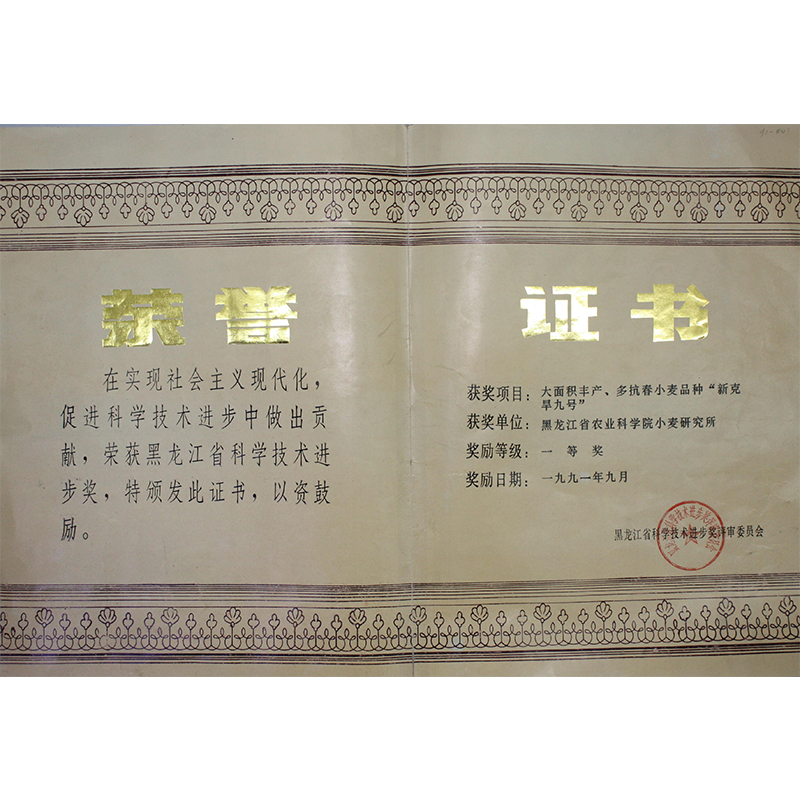 荣誉
在实现社会主义现代化，
促进科学技术进步中做出贡
献，荣获黑龙江省科学技术进
步奖，特颁发此证书，以资鼓
励。
证书
获奖项目：大面积丰产、多抗春小麦品种“新克
旱九号”
获奖单位：黑龙江省农业科学院小麦研究所
奖励等级：一等奖
奖励日期：一九九一年九月
黑龙江省科学技术进步奖评审委员会